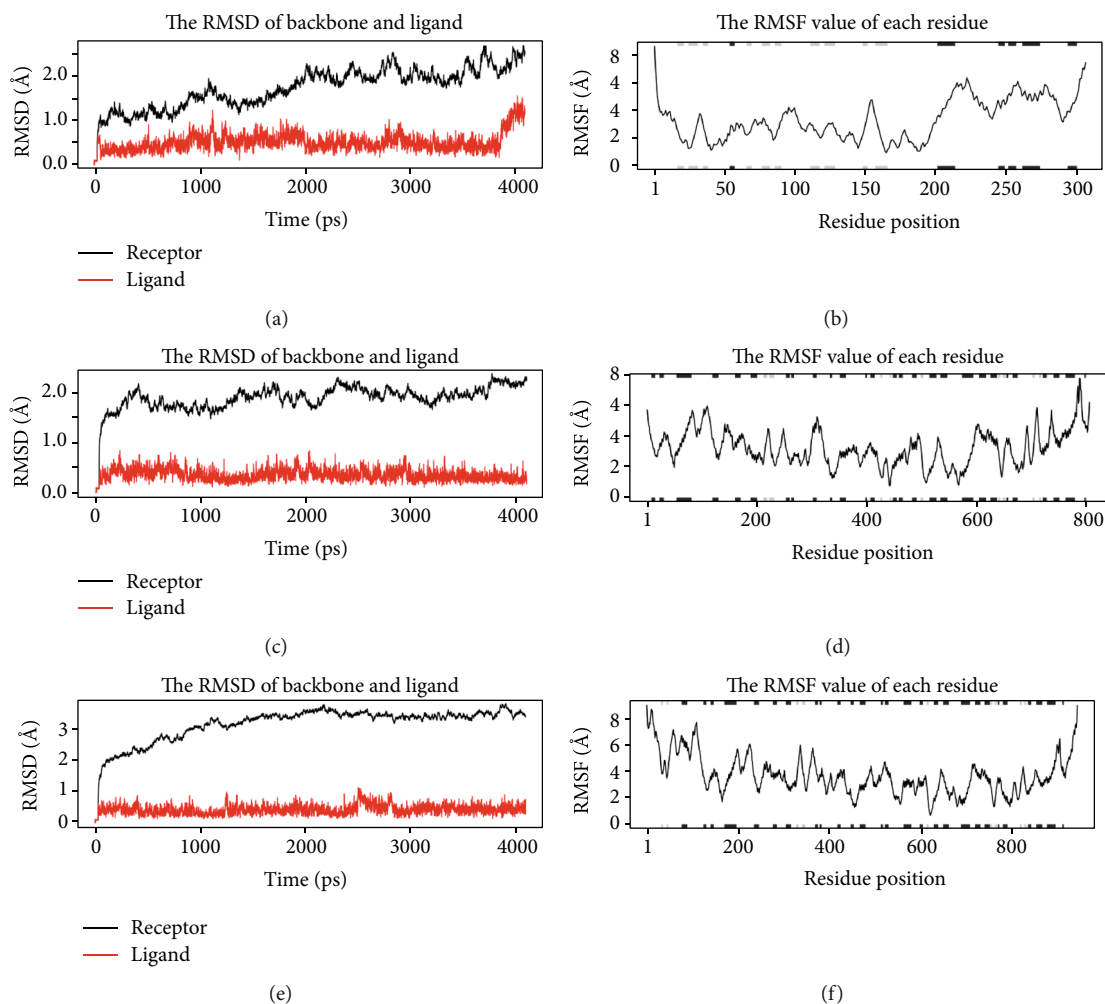 The RMSD of backbone and ligand
RMSD (Å)
2.0
1.0
0.0
0
1000
2000
3000
4000
Time (ps)
Receptor
Ligand
(a)
The RMSF value of each residue
RMSF (Å)
8
6
4
2
0
1
50
100
150
200
250
300
Residue position
(b)
The RMSD of backbone and ligand
RMSD (Å)
2.0
1.0
0.0
0
1000
2000
3000
4000
Time (ps)
Receptor
Ligand
(c)
The RMSF value of each residue
RMSF (Å)
8
4
4
2
0
1
200
400
600
800
Residue position
(d)
The RMSD of backbone and ligand
RMSD (Å)
3
2
1
0
0
1000
2000
3000
4000
Time (ps)
Receptor
Ligand
(e)
The RMSF value of each residue
RMSF (Å)
8
6
4
2
0
1
200
400
600
800
Residue position
(f)